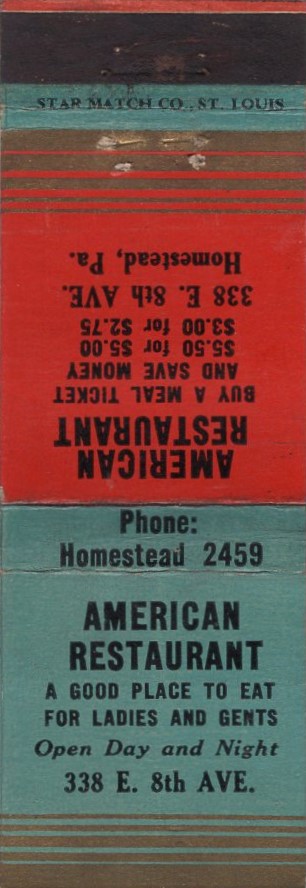 STAR MATCH CO., ST. LOUIS
AMERICAN
RESTAURANT
BUY A MEAL TICKET
AND SAVE MONEY
$5.50 for $5.00
$3.00 for $2.75
338 E. 8th AVE.
Homestead, Pa.
Phone:
Homestead 2459
AMERICAN
RESTAURANT
A GOOD PLACE TO EAT
FOR LADIES AND GENTS
Open Day and Night
338 E. 8th AVE.